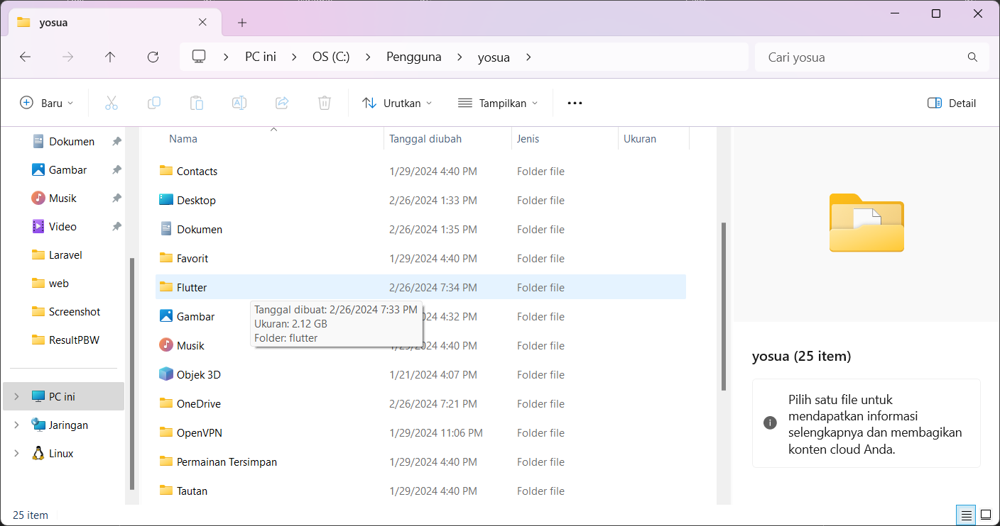 yosua
PC ini
OS (C:)
Pengguna
yosua
Cari yosua
Baru
Urutkan
Tampilkan
Detail
Dokumen
Gambar
Musik
Video
Laravel
web
Screenshot
ResultPBW
PC ini
Jaringan
Linux
Nama Tanggal diubah Jenis Ukuran
Contacts 1/29/2024 4:40 PM Folder file
Desktop 2/26/2024 1:33 PM Folder file
Dokumen 2/26/2024 1:35 PM Folder file
Favorit 1/29/2024 4:40 PM Folder file
Flutter 2/26/2024 7:34 PM Folder file
Tanggal dibuat: 2/26/2024 7:33 PM
Ukuran: 2.12 GB
Folder: flutter
Gambar 4:32 PM Folder file
Musik 4:40 PM Folder file
Objek 3D 1/21/2024 4:07 PM Folder file
OneDrive 2/26/2024 7:21 PM Folder file
OpenVPN 1/29/2024 11:06 PM Folder file
Permainan Tersimpan 1/29/2024 4:40 PM Folder file
Tautan 1/29/2024 4:40 PM Folder file
yosua (25 item)
Pilih satu file untuk
mendapatkan informasi
selengkapnya dan membagikan
konten cloud Anda.
25 item